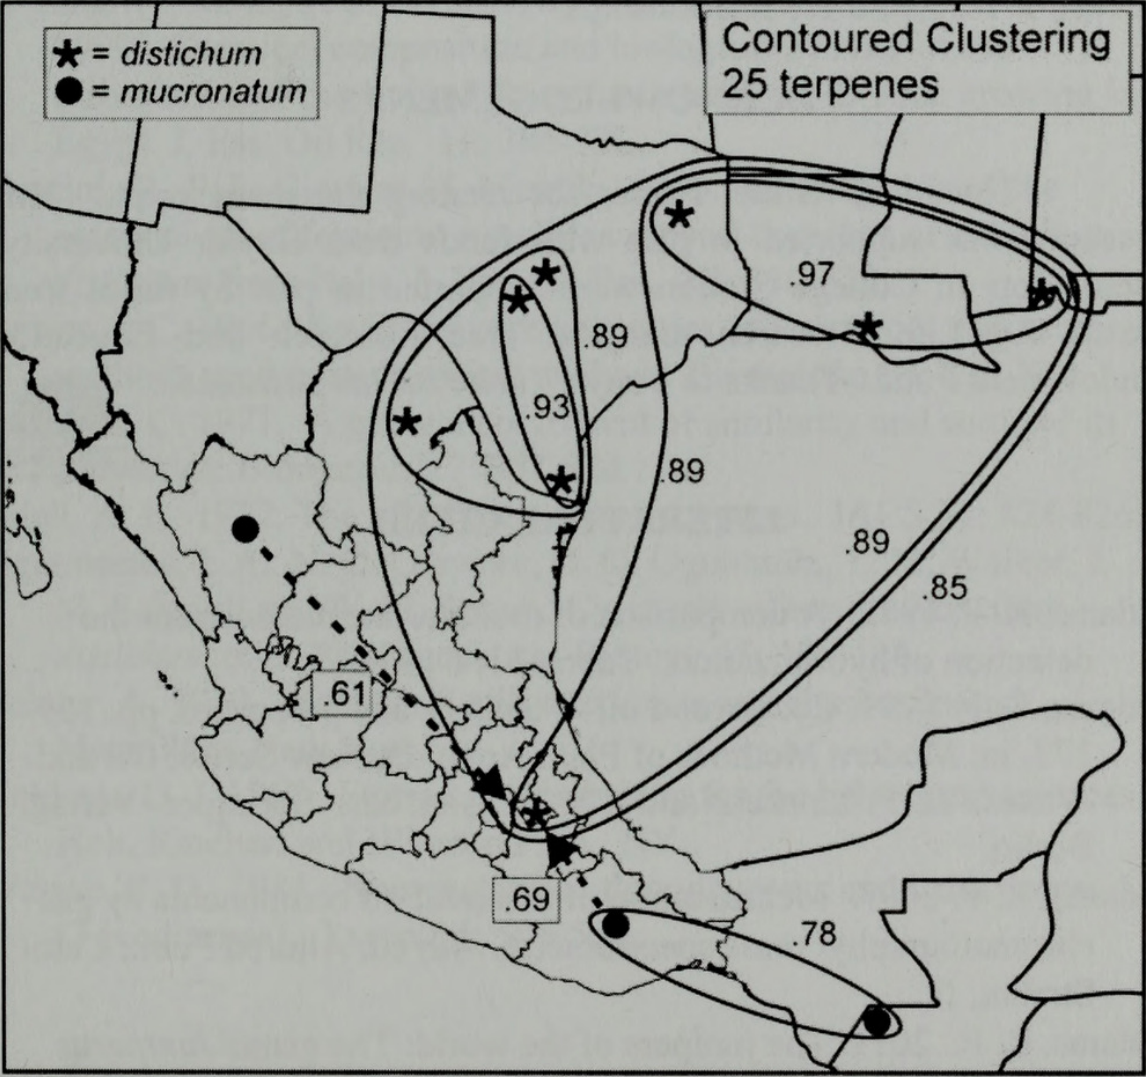 ★ = distichum
● = mucronatum
Contoured Clustering
25 terpenes
.97
.89
.93
.89
.89
.85
.61
.69
.78